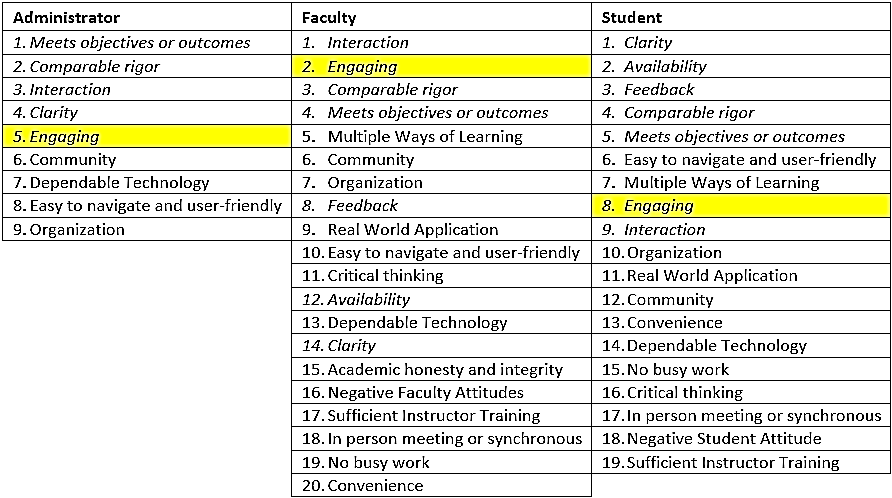 Administrator Faculty Student
1. Meets objectives or outcomes 1. Interaction 1. Clarity
2. Comparable rigor 2. Engaging 2. Availability
3. Interaction 3. Comparable rigor 3. Feedback
4. Clarity 4. Meets objectives or outcomes 4. Comparable rigor
5. Engaging 5. Multiple Ways of Learning 5. Meets objectives or outcomes
6. Community 6. Community 6. Easy to navigate and user-friendly
7. Dependable Technology 7. Organization 7. Multiple Ways of Learning
8. Easy to navigate and user-friendly 8. Feedback 8. Engaging
9. Organization 9. Real World Application 9. Interaction
10. Easy to navigate and user-friendly 10. Organization
11. Critical thinking 11. Real World Application
12. Availability 12. Community
13. Dependable Technology 13. Convenience
14. Clarity 14. Dependable Technology
15. Academic honesty and integrity 15. No busy work
16. Negative Faculty Attitudes 16. Critical thinking
17. Sufficient Instructor Training 17. In person meeting or synchronous
18. In person meeting or synchronous 18. Negative Student Attitude
19. No busy work 19. Sufficient Instructor Training
20. Convenience